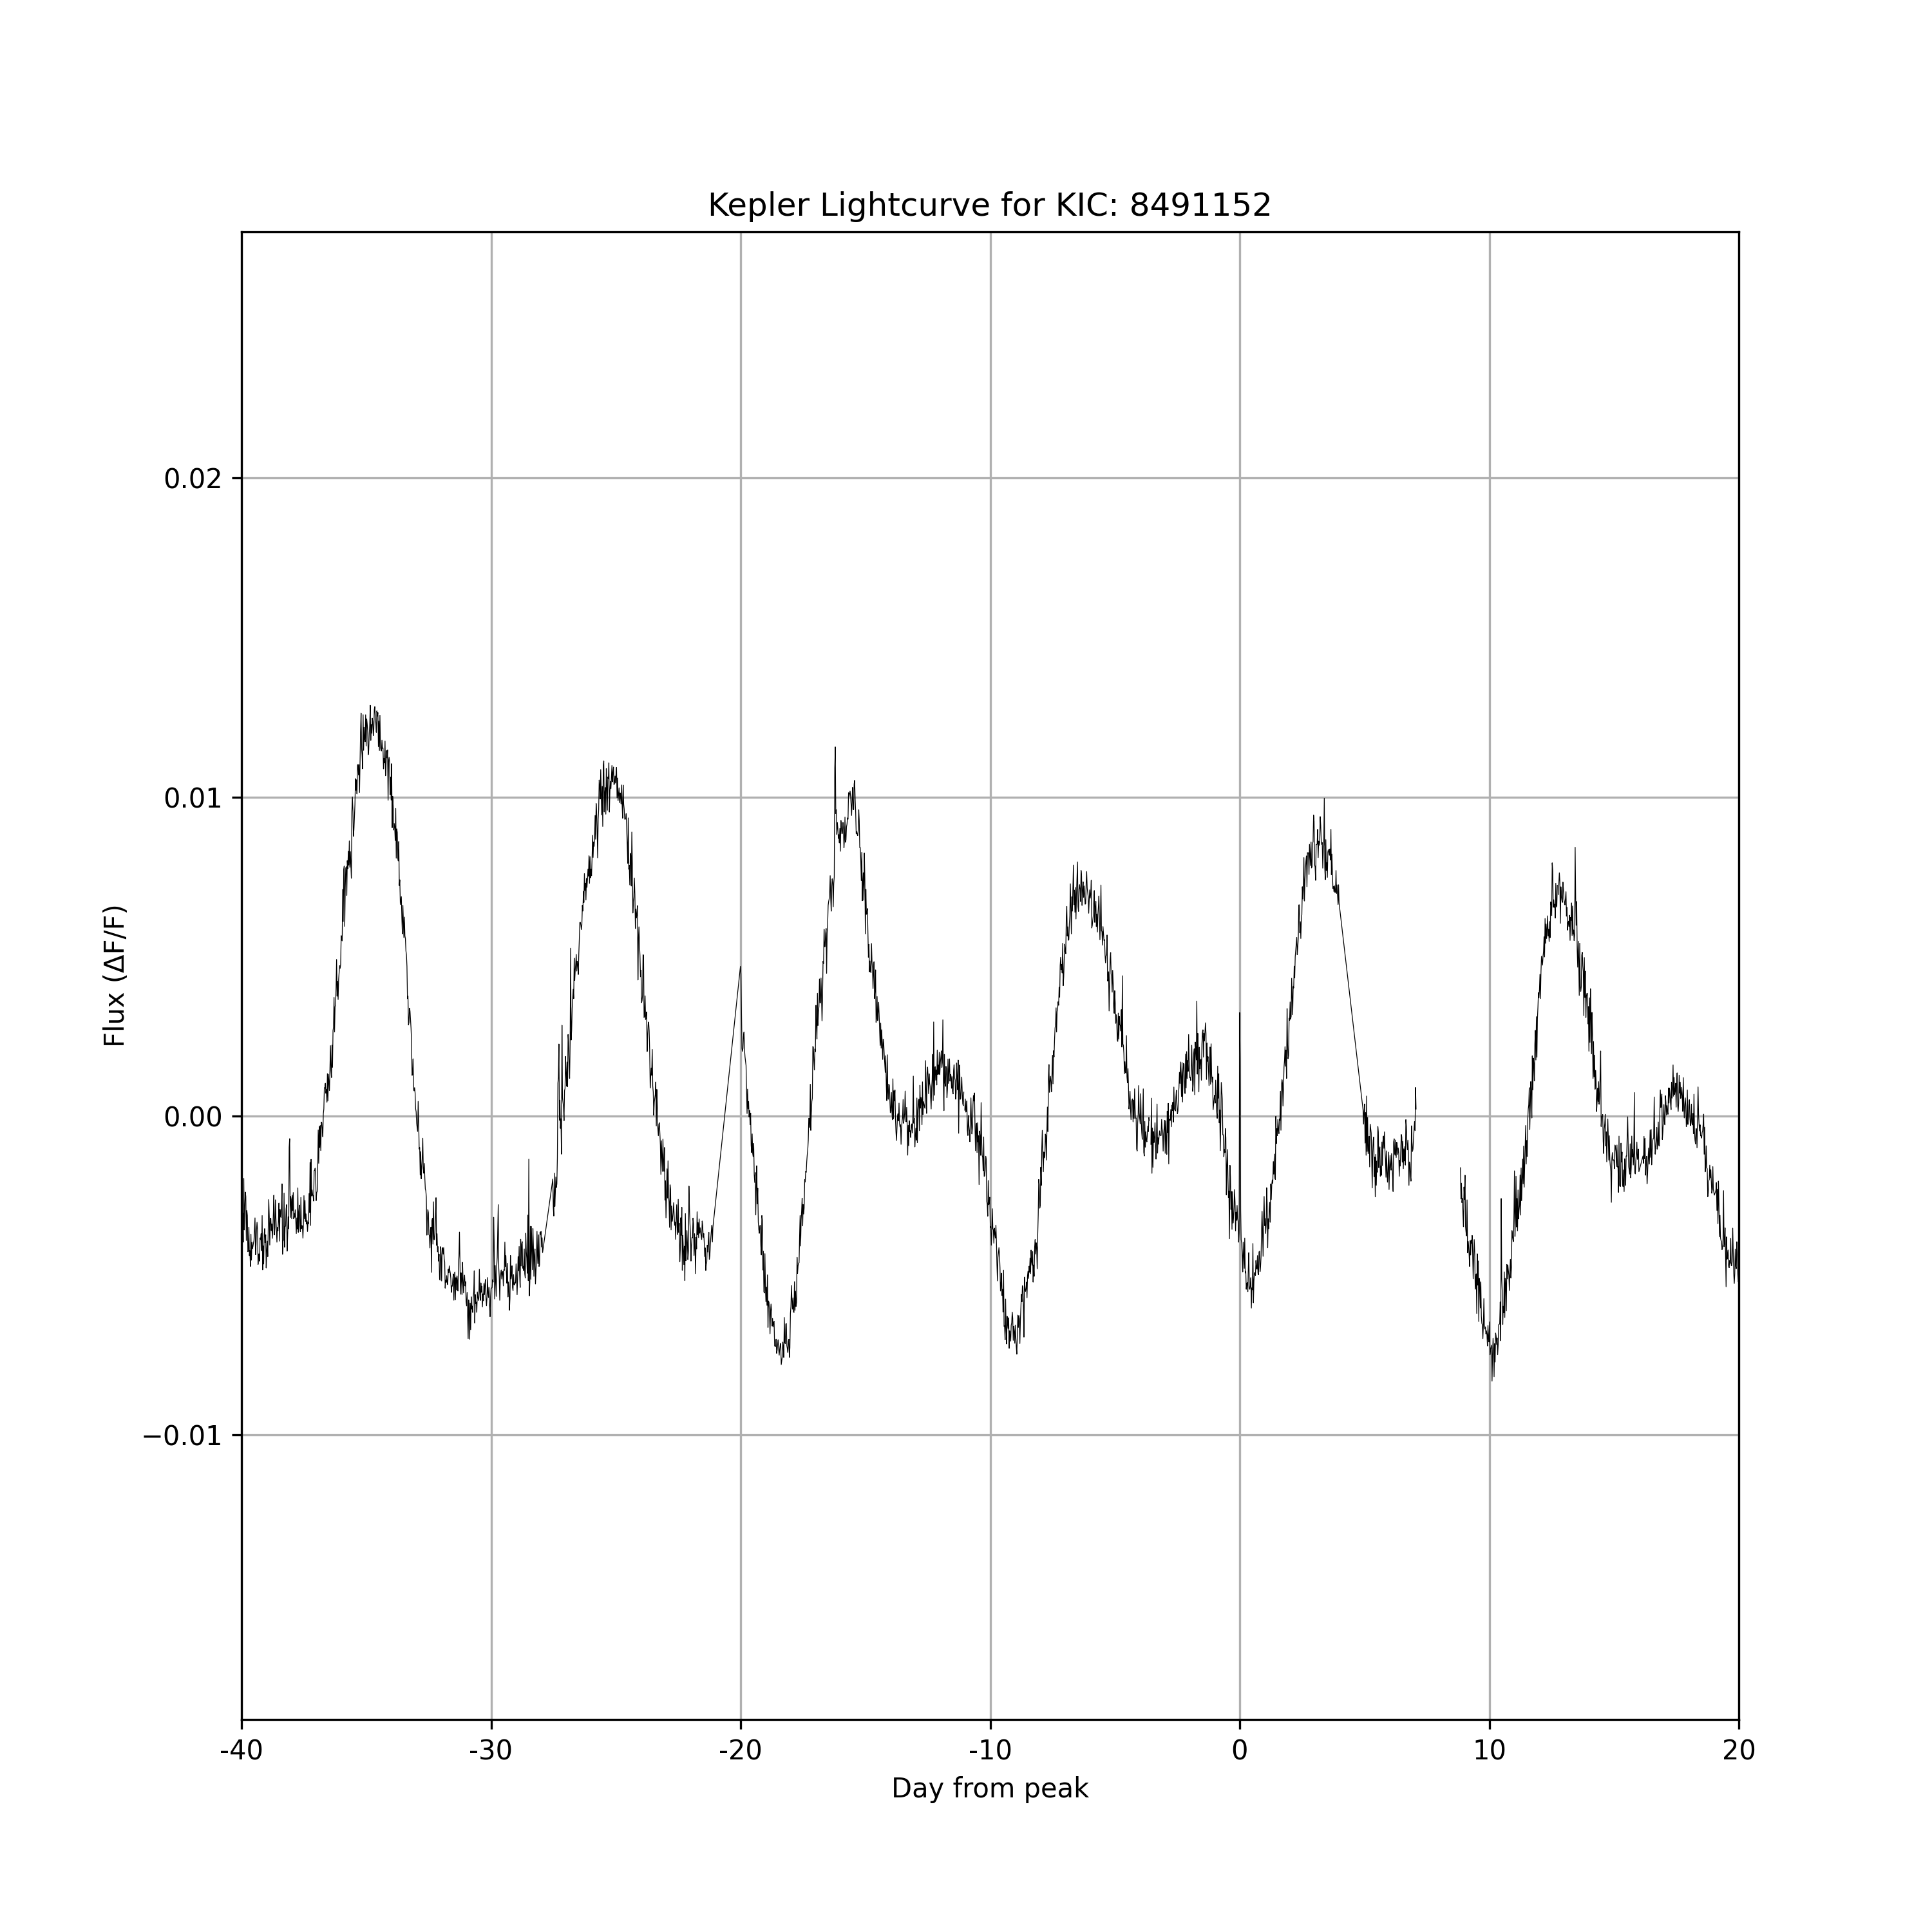 Kepler Lightcurve for KIC: 8491152
Flux (ΔF/F)
0.02
0.01
0.00
−0.01
-40 -30 -20 -10 0 10 20
Day from peak